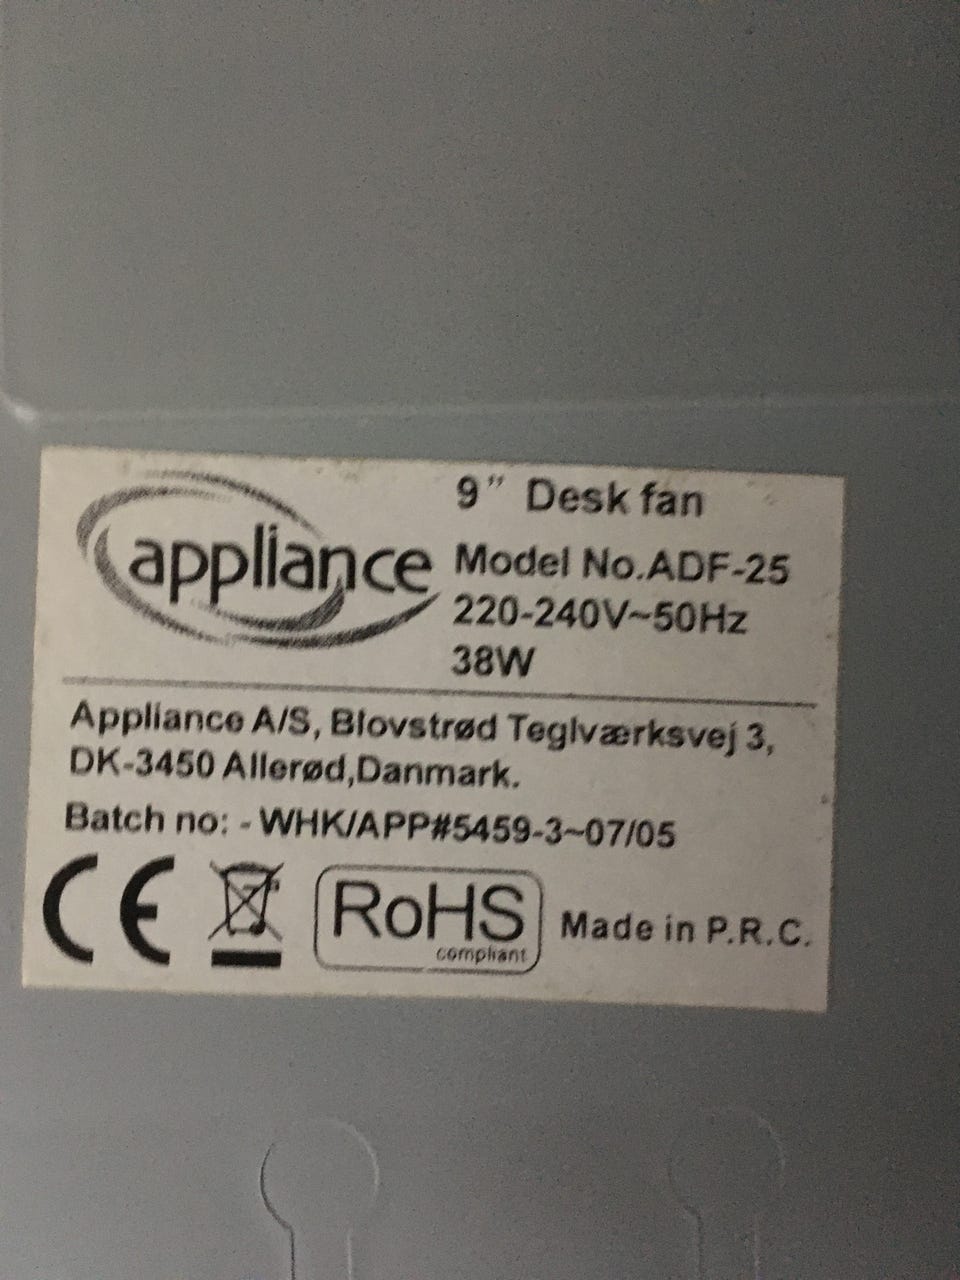 appliance
9" Desk fan
Model No.ADF-25
220-240V~50Hz
38W
Appliance A/S, Blovstrød Teglværksvej 3,
DK-3450 Allerød,Danmark.
Batch no: - WHK/APP#5459-3~07/05
CE
RoHS
compliant
Made in P.R.C.